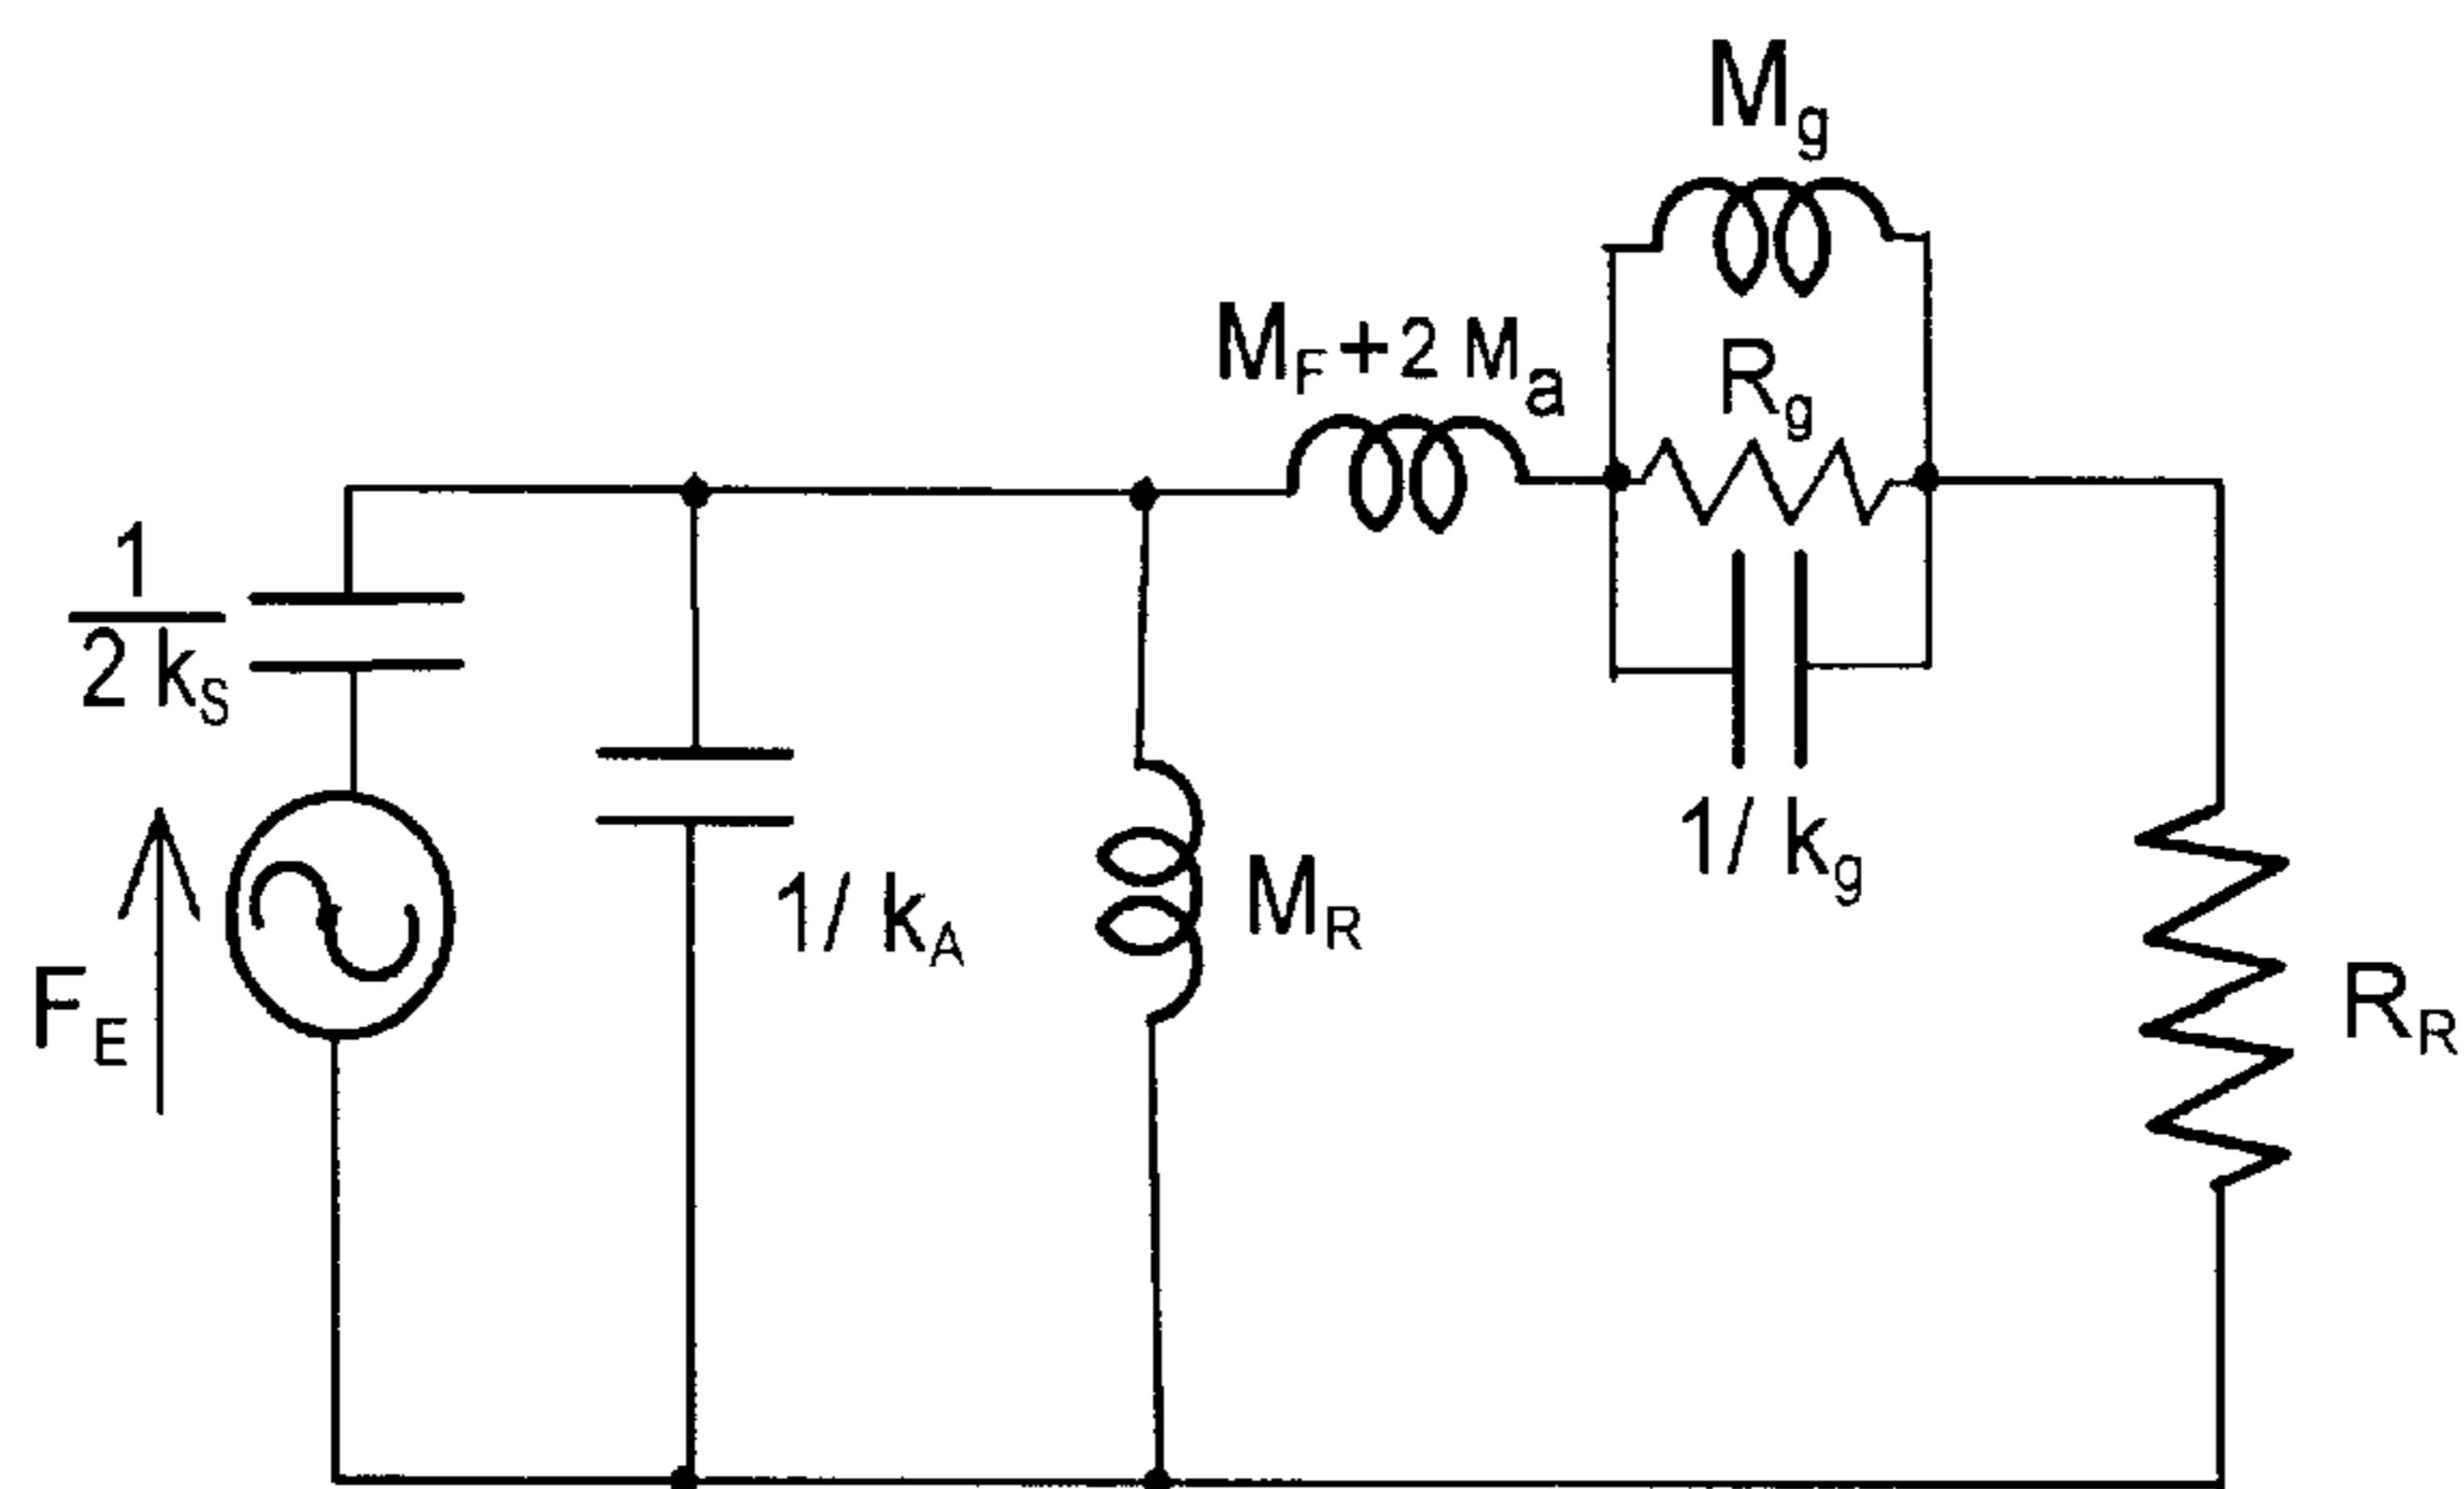 M_g
M_F + 2 M_a
R_g
1
2 k_S
1/ k_g
1/ k_A
M_R
F_E
R_R